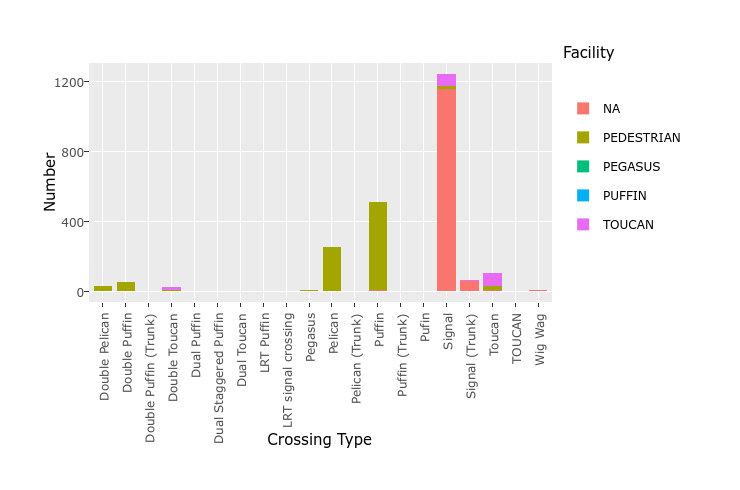 Facility
NA
PEDESTRIAN
PEGASUS
PUFFIN
TOUCAN
Number
1200
800
400
0
Double Pelican
Double Puffin
Double Puffin (Trunk)
Double Toucan
Dual Puffin
Dual Staggered Puffin
Dual Toucan
LRT Puffin
LRT signal crossing
Pegasus
Pelican
Pelican (Trunk)
Puffin
Puffin (Trunk)
Pufin
Signal
Signal (Trunk)
Toucan
TOUCAN
Wig Wag
Crossing Type